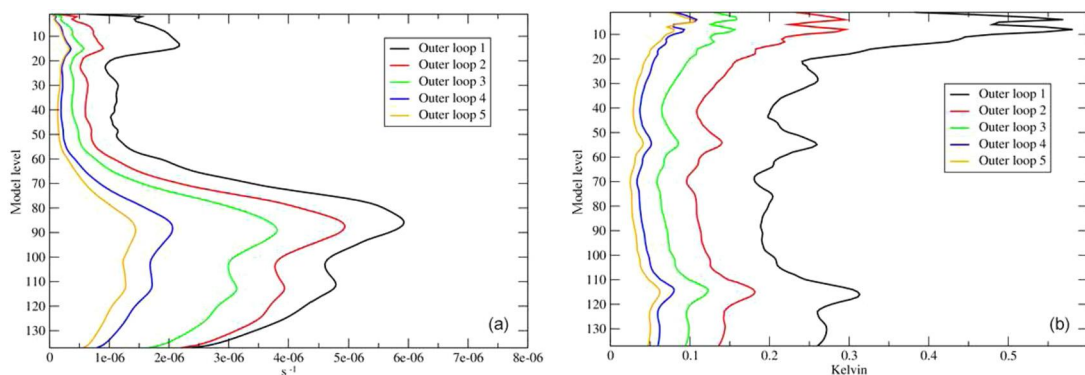 10
20
30
40
50
60
70
80
90
100
110
120
130
Model level
Outer loop 1
Outer loop 2
Outer loop 3
Outer loop 4
Outer loop 5
(a)
0 1e-06 2e-06 3e-06 4e-06 5e-06 6e-06 7e-06 8e-06
s⁻¹
10
20
30
40
50
60
70
80
90
100
110
120
130
Model level
Outer loop 1
Outer loop 2
Outer loop 3
Outer loop 4
Outer loop 5
(b)
0 0.1 0.2 0.3 0.4 0.5
Kelvin